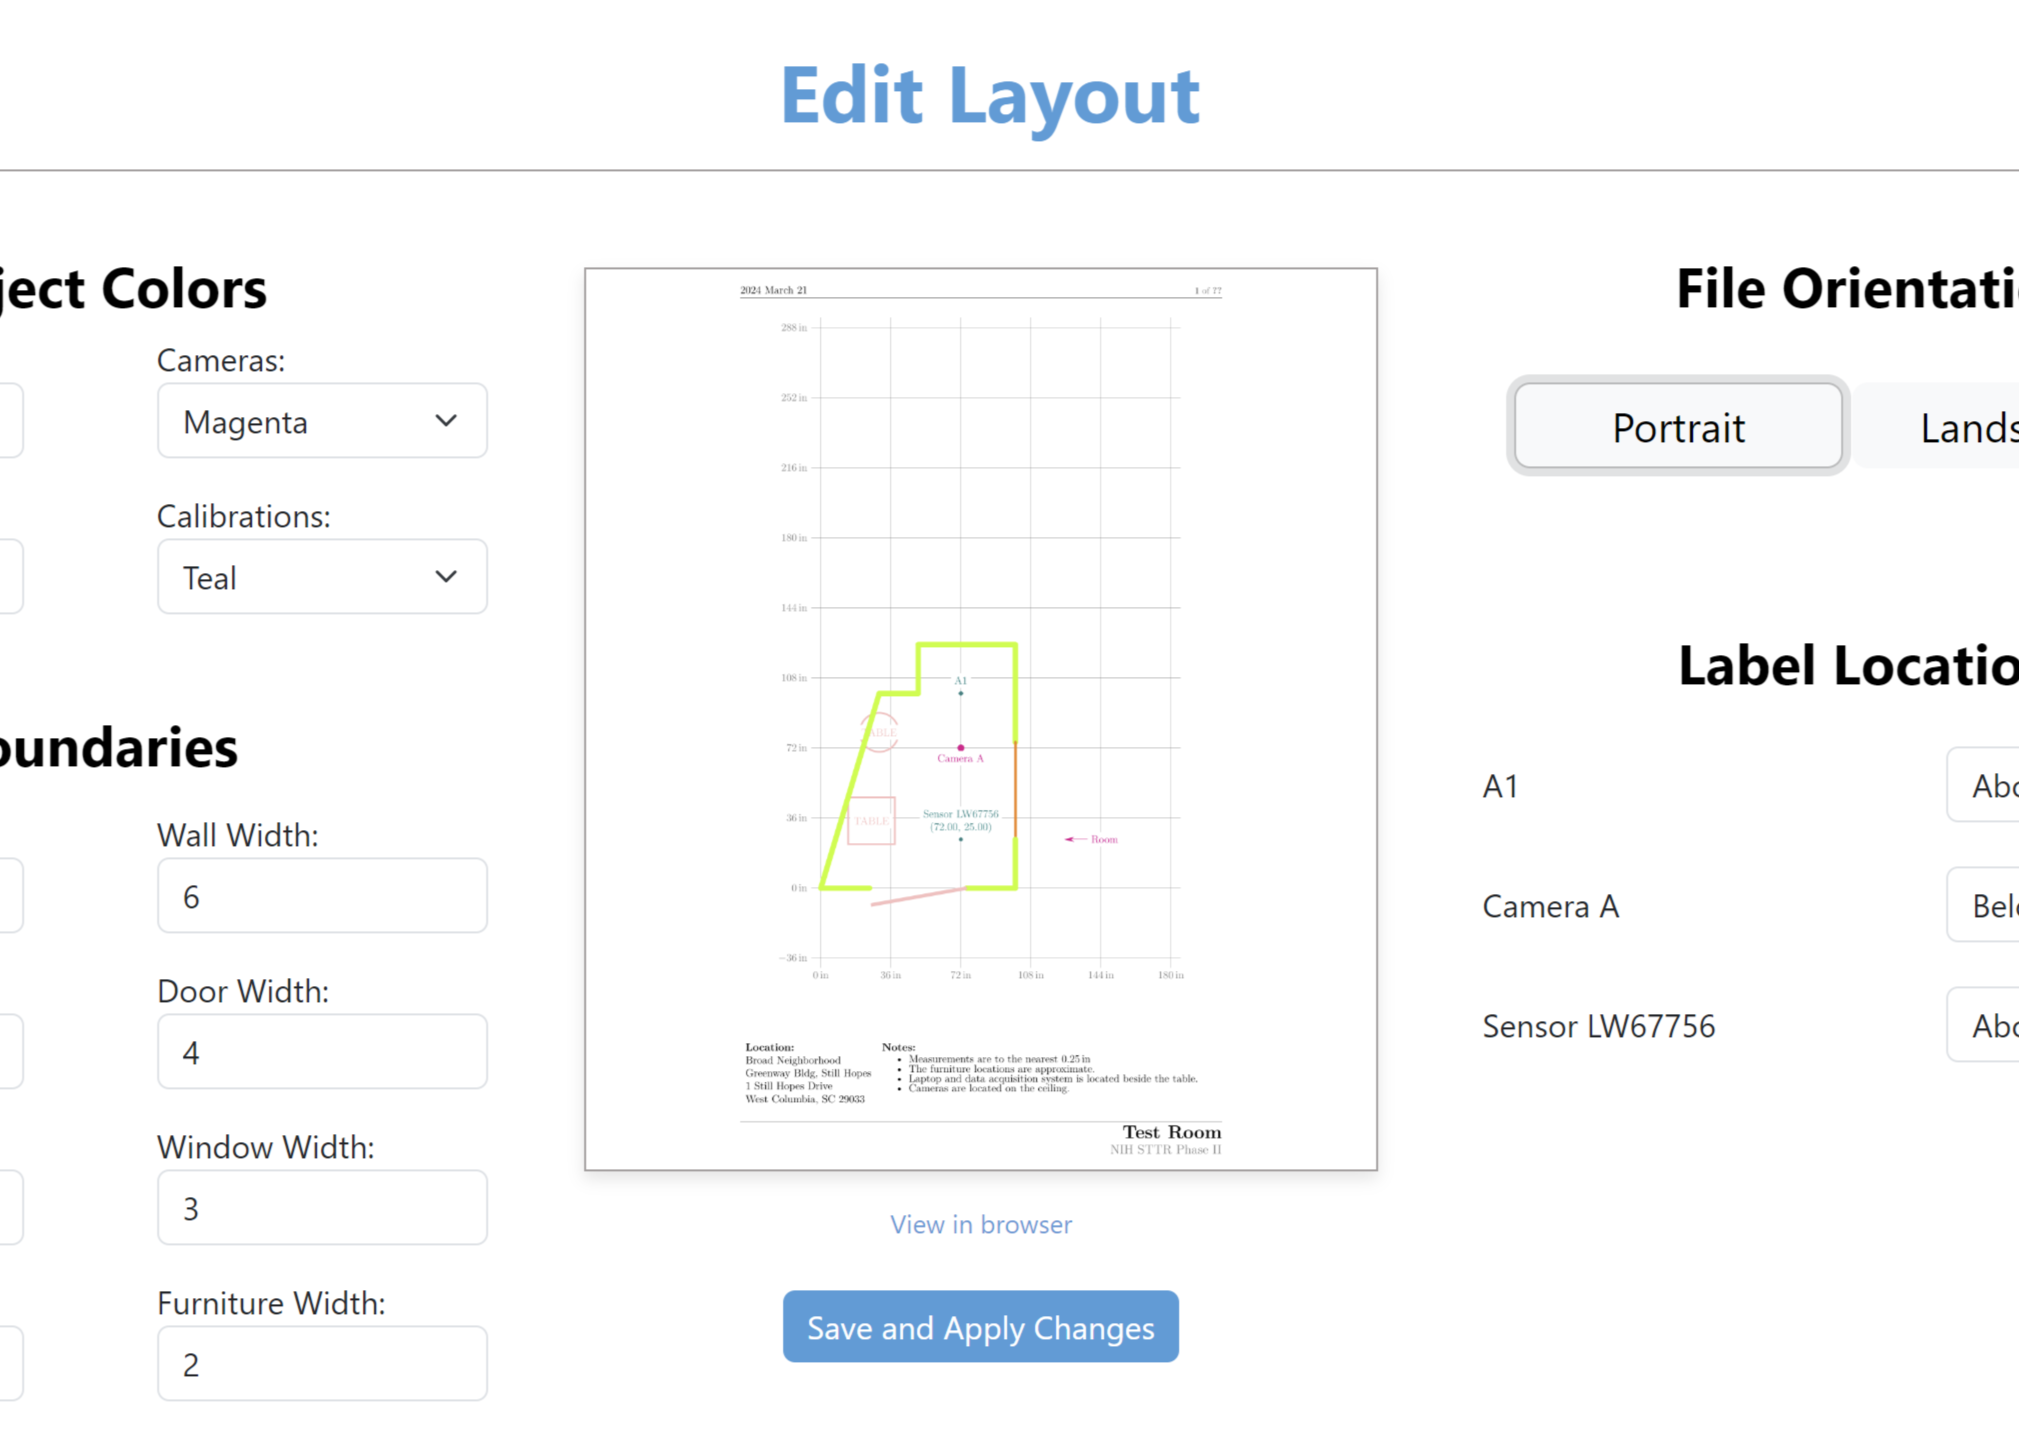 Edit Layout
ject Colors
Cameras:
Magenta
Calibrations:
Teal
oundaries
Wall Width:
6
Door Width:
4
Window Width:
3
Furniture Width:
2
2024 March 21
1 of ??
288 in
252 in
216 in
180 in
144 in
108 in
72 in
36 in
0 in
−36 in
0 in 36 in 72 in 108 in 144 in 180 in
A1
TABLE
Camera A
TABLE
Sensor LW67756
(72.00, 25.00)
Room
Location:
Broad Neighborhood
Greenway Bldg, Still Hopes
1 Still Hopes Drive
West Columbia, SC 29033
Notes:
• Measurements are to the nearest 0.25 in
• The furniture locations are approximate.
• Laptop and data acquisition system is located beside the table.
• Cameras are located on the ceiling.
Test Room
NIH STTR Phase II
View in browser
Save and Apply Changes
File Orientati
Portrait
Lands
Label Locatio
A1
Abo
Camera A
Belo
Sensor LW67756
Abo